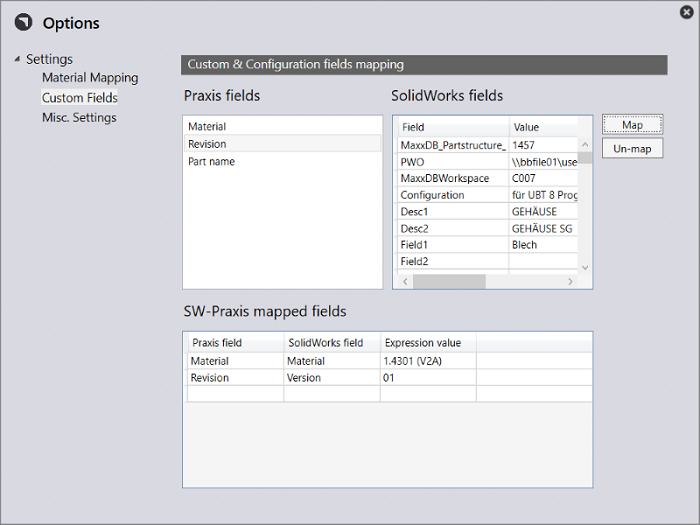 Options
Settings
Material Mapping
Custom Fields
Misc. Settings
Custom & Configuration fields mapping
Praxis fields
Material
Revision
Part name
SolidWorks fields
Field Value
MaxxDB_Partstructure_ 1457
PWO \\bbfile01\use
MaxxDBWorkspace C007
Configuration für UBT 8 Prog
Desc1 GEHÄUSE
Desc2 GEHÄUSE SG
Field1 Blech
Field2
Map
Un-map
SW-Praxis mapped fields
Praxis field SolidWorks field Expression value
Material Material 1.4301 (V2A)
Revision Version 01